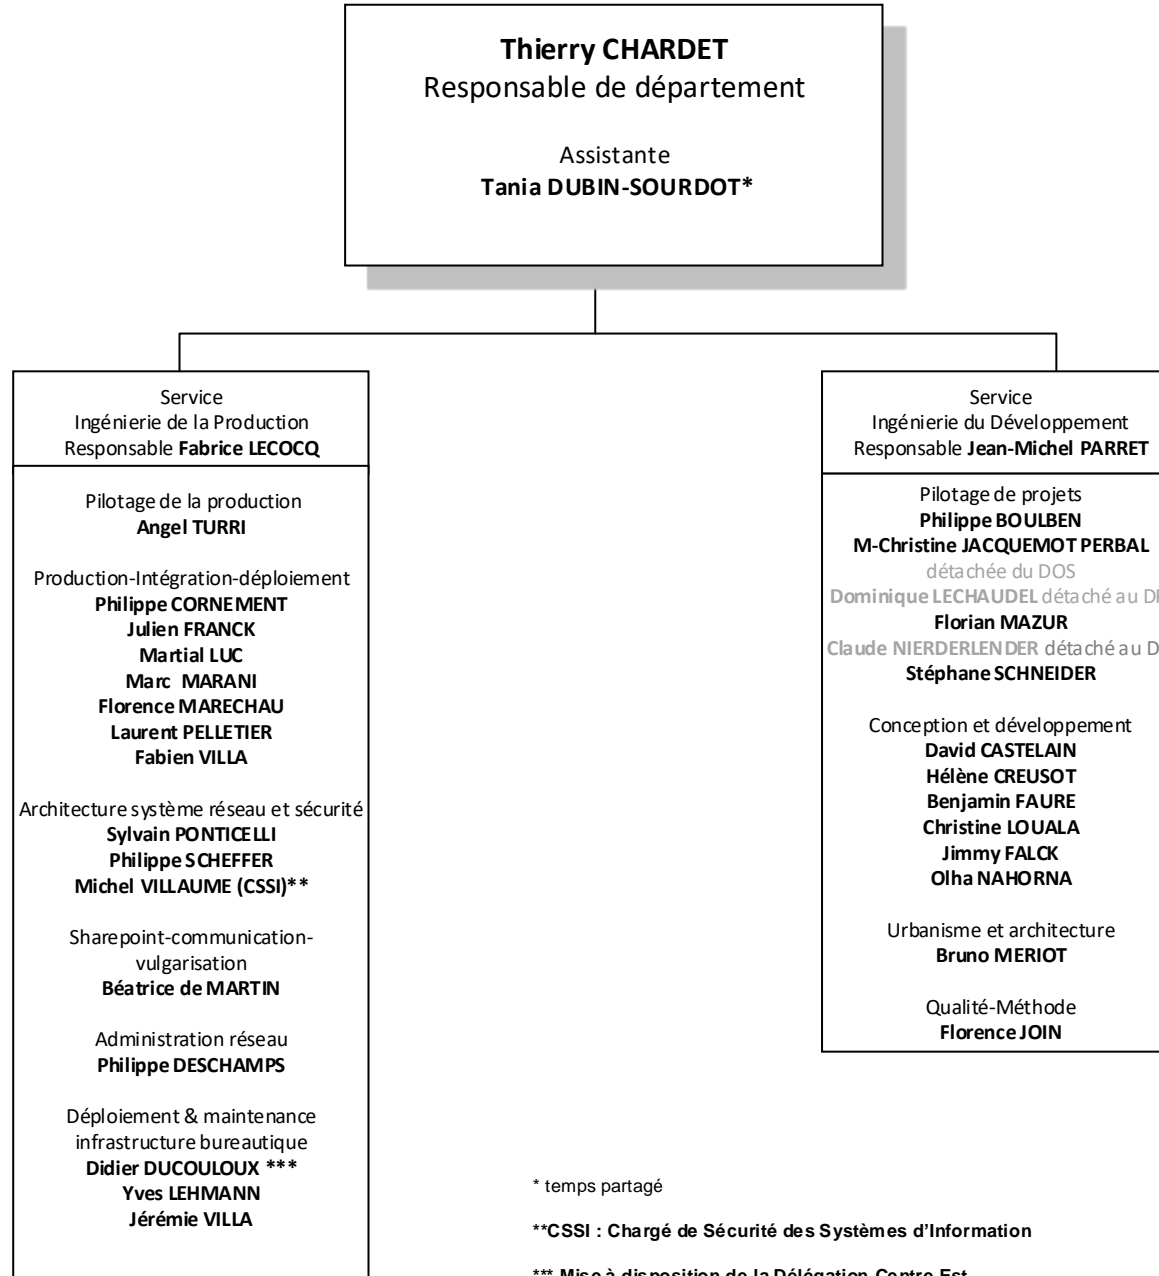 Thierry CHARDET
Responsable de département
Assistante
Tania DUBIN-SOURDOT*
Service
Ingénierie de la Production
Responsable Fabrice LECOCQ
Pilotage de la production
Angel TURRI
Production-Intégration-déploiement
Philippe CORNEMENT
Julien FRANCK
Martial LUC
Marc MARANI
Florence MARECHAU
Laurent PELLETIER
Fabien VILLA
Architecture système réseau et sécurité
Sylvain PONTICELLI
Philippe SCHEFFER
Michel VILLAUME (CSSI)**
Sharepoint-communication-
vulgarisation
Béatrice de MARTIN
Administration réseau
Philippe DESCHAMPS
Déploiement & maintenance
infrastructure bureautique
Didier DUCOULOUX ***
Yves LEHMANN
Jérémie VILLA
Service
Ingénierie du Développement
Responsable Jean-Michel PARRET
Pilotage de projets
Philippe BOULBEN
M-Christine JACQUEMOT PERBAL
détachée du DOS
Dominique LECHAUDEL détaché au
Florian MAZUR
Claude NIERDERLENDER détaché au
Stéphane SCHNEIDER
Conception et développement
David CASTELAIN
Hélène CREUSOT
Benjamin FAURE
Christine LOUALA
Jimmy FALCK
Olha NAHORNA
Urbanisme et architecture
Bruno MERIOT
Qualité-Méthode
Florence JOIN
* temps partagé
**CSSI : Chargé de Sécurité des Systèmes d'Information
*** Mise à disposition de la Délégation Centre Est